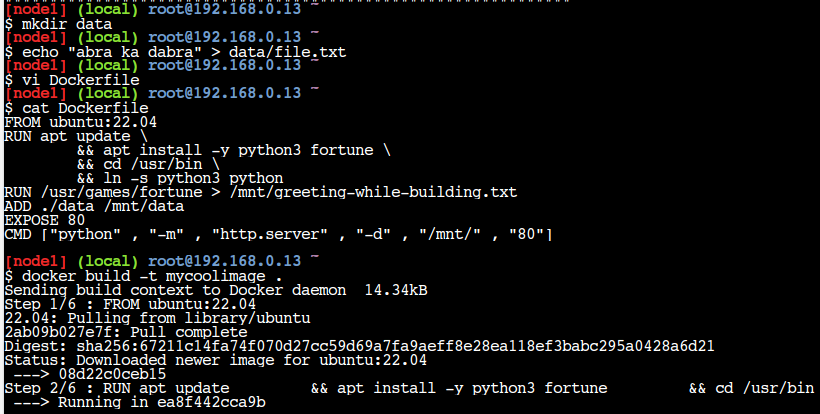 [node1] (local) root@192.168.0.13 ~
$ mkdir data
[node1] (local) root@192.168.0.13 ~
$ echo "abra ka dabra" > data/file.txt
[node1] (local) root@192.168.0.13 ~
$ vi Dockerfile
[node1] (local) root@192.168.0.13 ~
$ cat Dockerfile
FROM ubuntu:22.04
RUN apt update \
        && apt install -y python3 fortune \
        && cd /usr/bin \
        && ln -s python3 python
RUN /usr/games/fortune > /mnt/greeting-while-building.txt
ADD ./data /mnt/data
EXPOSE 80
CMD ["python" , "-m" , "http.server" , "-d" , "/mnt/" , "80"]
[node1] (local) root@192.168.0.13 ~
$ docker build -t mycoolimage .
Sending build context to Docker daemon  14.34kB
Step 1/6 : FROM ubuntu:22.04
22.04: Pulling from library/ubuntu
2ab09b027e7f: Pull complete
Digest: sha256:67211c14fa74f070d27cc59d69a7fa9aeff8e28ea118ef3babc295a0428a6d21
Status: Downloaded newer image for ubuntu:22.04
 ---> 08d22c0ceb15
Step 2/6 : RUN apt update         && apt install -y python3 fortune         && cd /usr/bin
 ---> Running in ea8f442cca9b